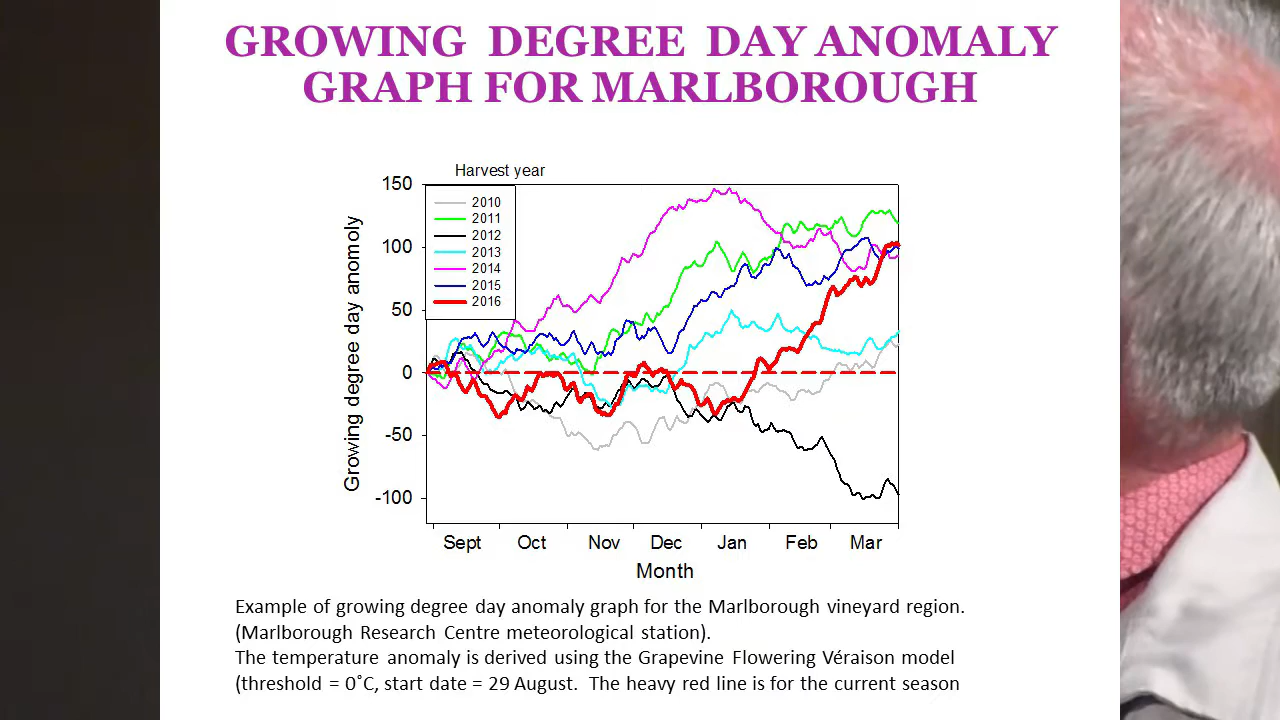 GROWING DEGREE DAY ANOMALY
GRAPH FOR MARLBOROUGH
Harvest year
2010
2011
2012
2013
2014
2015
2016
150
100
50
0
-50
-100
Growing degree day anomoly
Sept Oct Nov Dec Jan Feb Mar
Month
Example of growing degree day anomaly graph for the Marlborough vineyard region.
(Marlborough Research Centre meteorological station).
The temperature anomaly is derived using the Grapevine Flowering Véraison model
(threshold = 0˚C, start date = 29 August. The heavy red line is for the current season